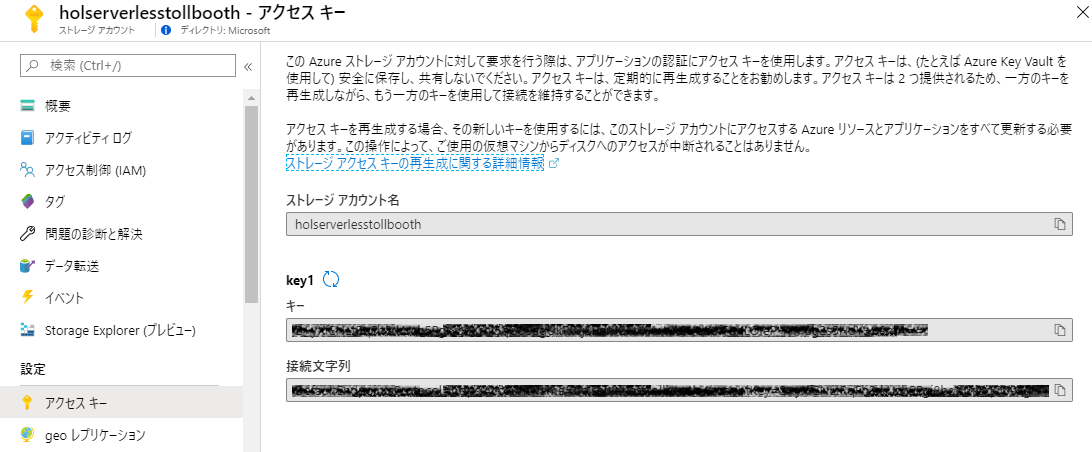 holserverlesstollbooth - アクセス キー
ストレージ アカウント
ディレクトリ: Microsoft
検索 (Ctrl+/)
概要
アクティビティ ログ
アクセス制御 (IAM)
タグ
問題の診断と解決
データ転送
イベント
Storage Explorer (プレビュー)
設定
アクセス キー
geo レプリケーション
この Azure ストレージ アカウントに対して要求を行う際は、アプリケーションの認証にアクセス キーを使用します。アクセス キーは、(たとえば Azure Key Vault を
使用して) 安全に保存し、共有しないでください。アクセス キーは、定期的に再生成することをお勧めします。アクセス キーは 2 つ提供されるため、一方のキーを
再生成しながら、もう一方のキーを使用して接続を維持することができます。
アクセス キーを再生成する場合、その新しいキーを使用するには、このストレージ アカウントにアクセスする Azure リソースとアプリケーションをすべて更新する必要
があります。この操作によって、ご使用の仮想マシンからディスクへのアクセスが中断されることはありません。
ストレージ アクセス キーの再生成に関する詳細情報
ストレージ アカウント名
holserverlesstollbooth
key1
キー
接続文字列